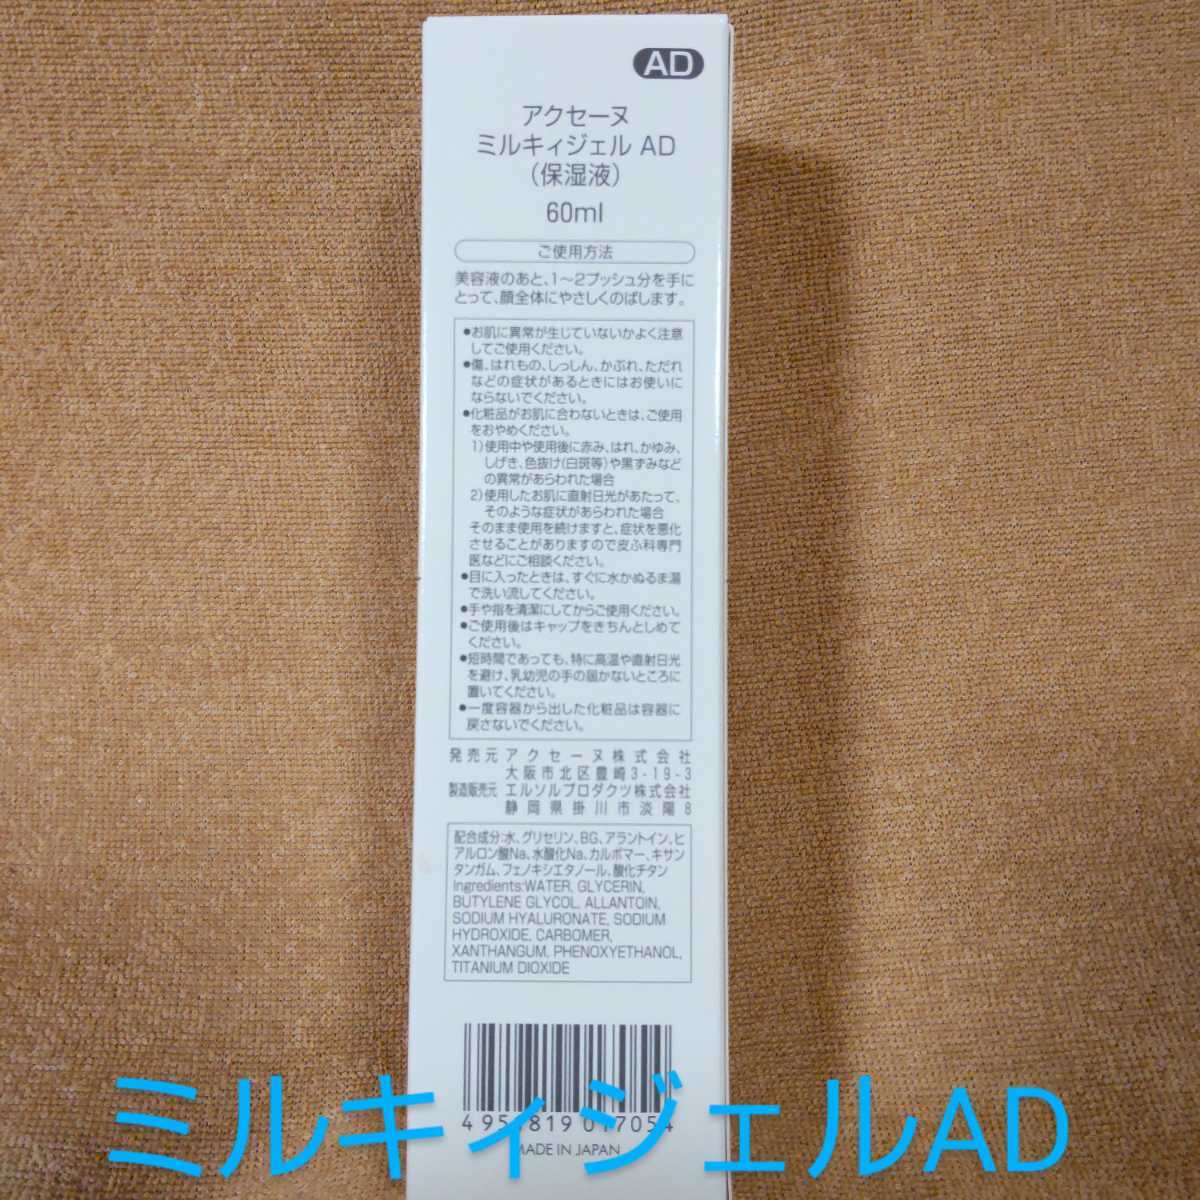 AD
アクセーヌ
ミルキィジェル AD
（保湿液）
60ml
ご使用方法
美容液のあと、1〜2プッシュ分を手に
とって、顔全体にやさしくのばします。
●お肌に異常が生じていないかよく注意
してご使用ください。
●傷、はれもの、しっしん、かぶれ、ただれ
などの症状があるときにはお使いに
ならないでください。
●化粧品がお肌に合わないときは、ご使用
をおやめください。
1）使用中や使用後に赤み、はれ、かゆみ、
しげき、色抜け（白斑等）や黒ずみなど
の異常があらわれた場合
2）使用したお肌に直射日光があたって、
そのような症状があらわれた場合
そのまま使用を続けますと、症状を悪化
させることがありますので皮ふ科専門
医などにご相談ください。
●目に入ったときは、すぐに水かぬるま湯
で洗い流してください。
●手や指を清潔にしてからご使用ください。
●ご使用後はキャップをきちんとしめて
ください。
●短時間であっても、特に高温や直射日光
を避け、乳幼児の手の届かないところに
置いてください。
●一度容器から出した化粧品は容器に
戻さないでください。
発売元 アクセーヌ株式会社
大阪市北区豊崎3-19-3
製造販売元 エルソルプロダクツ株式会社
静岡県掛川市淡陽8
配合成分:水、グリセリン、BG、アラントイン、ヒ
アルロン酸Na、水酸化Na、カルボマー、キサン
タンガム、フェノキシエタノール、酸化チタン
Ingredients:WATER, GLYCERIN,
BUTYLENE GLYCOL, ALLANTOIN,
SODIUM HYALURONATE, SODIUM
HYDROXIDE, CARBOMER,
XANTHANGUM, PHENOXYETHANOL,
TITANIUM DIOXIDE
ミルキィジェルAD
MADE IN JAPAN